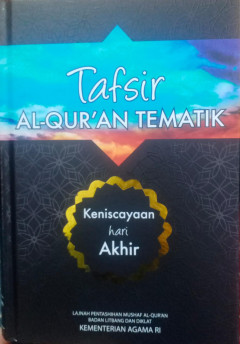 Tafsir
AL-QUR'AN TEMATIK
Keniscayaan
hari
Akhir
LAJNAH PENTASHIHAN MUSHAF AL-QUR'AN
BADAN LITBANG DAN DIKLAT
KEMENTERIAN AGAMA RI